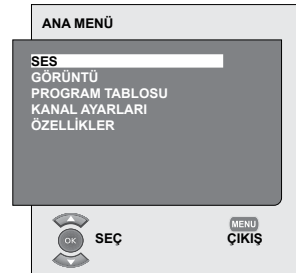 ANA MENÜ
SES
GÖRÜNTÜ
PROGRAM TABLOSU
KANAL AYARLARI
ÖZELLİKLER
OK
SEÇ
MENU
ÇIKIŞ